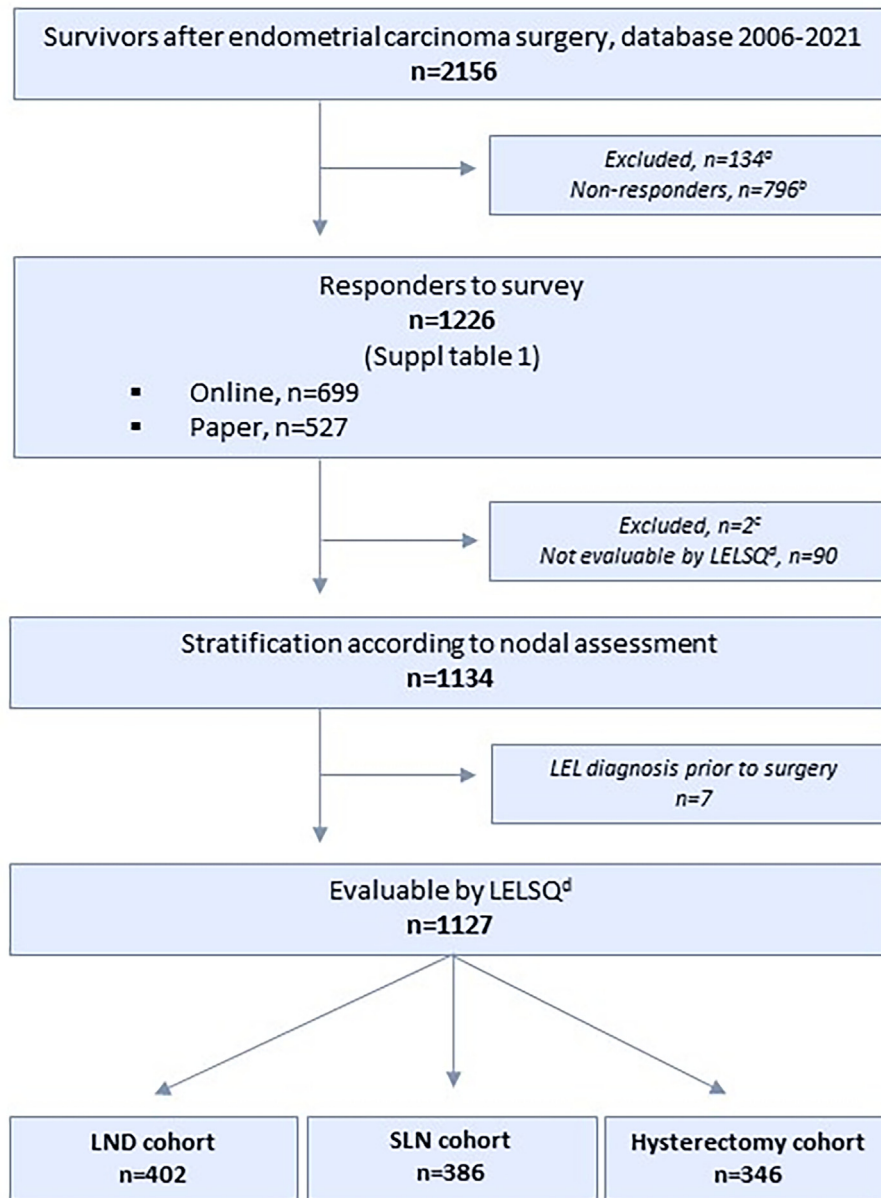 Survivors after endometrial carcinoma surgery, database 2006-2021
n=2156
Excluded, n=134ᵃ
Non-responders, n=796ᵇ
Responders to survey
n=1226
(Suppl table 1)
▪ Online, n=699
▪ Paper, n=527
Excluded, n=2ᶜ
Not evaluable by LELSQᵈ, n=90
Stratification according to nodal assessment
n=1134
LEL diagnosis prior to surgery
n=7
Evaluable by LELSQᵈ
n=1127
LND cohort
n=402
SLN cohort
n=386
Hysterectomy cohort
n=346